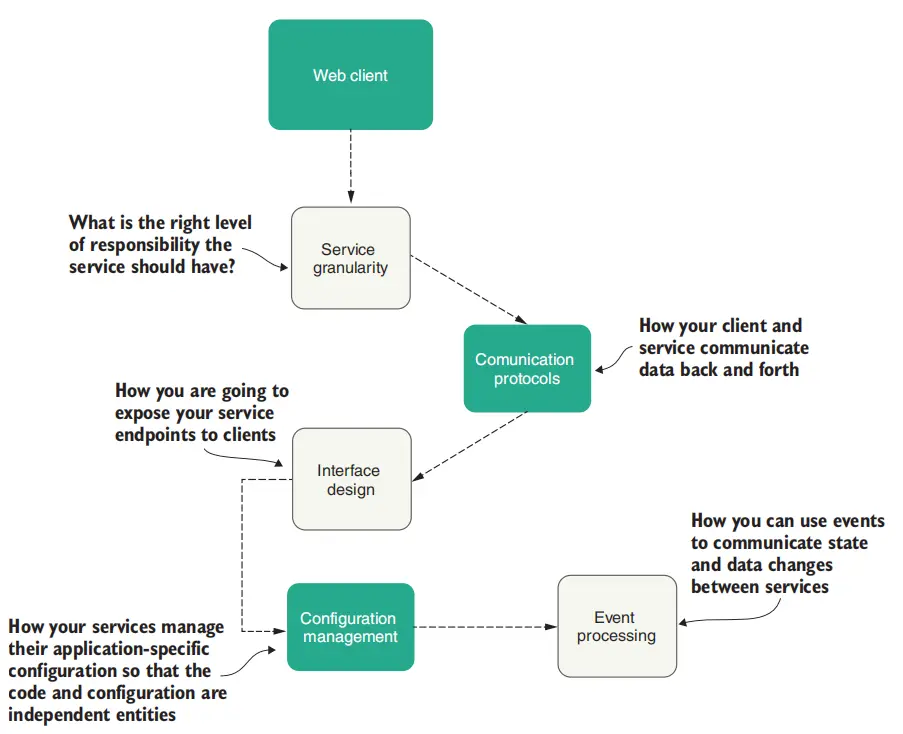 Web client
What is the right level
of responsibility the
service should have?
Service
granularity
How your client and
service communicate
data back and forth
Comunication
protocols
How you are going to
expose your service
endpoints to clients
Interface
design
How you can use events
to communicate state
and data changes
between services
Configuration
management
Event
processing
How your services manage
their application-specific
configuration so that the
code and configuration are
independent entities